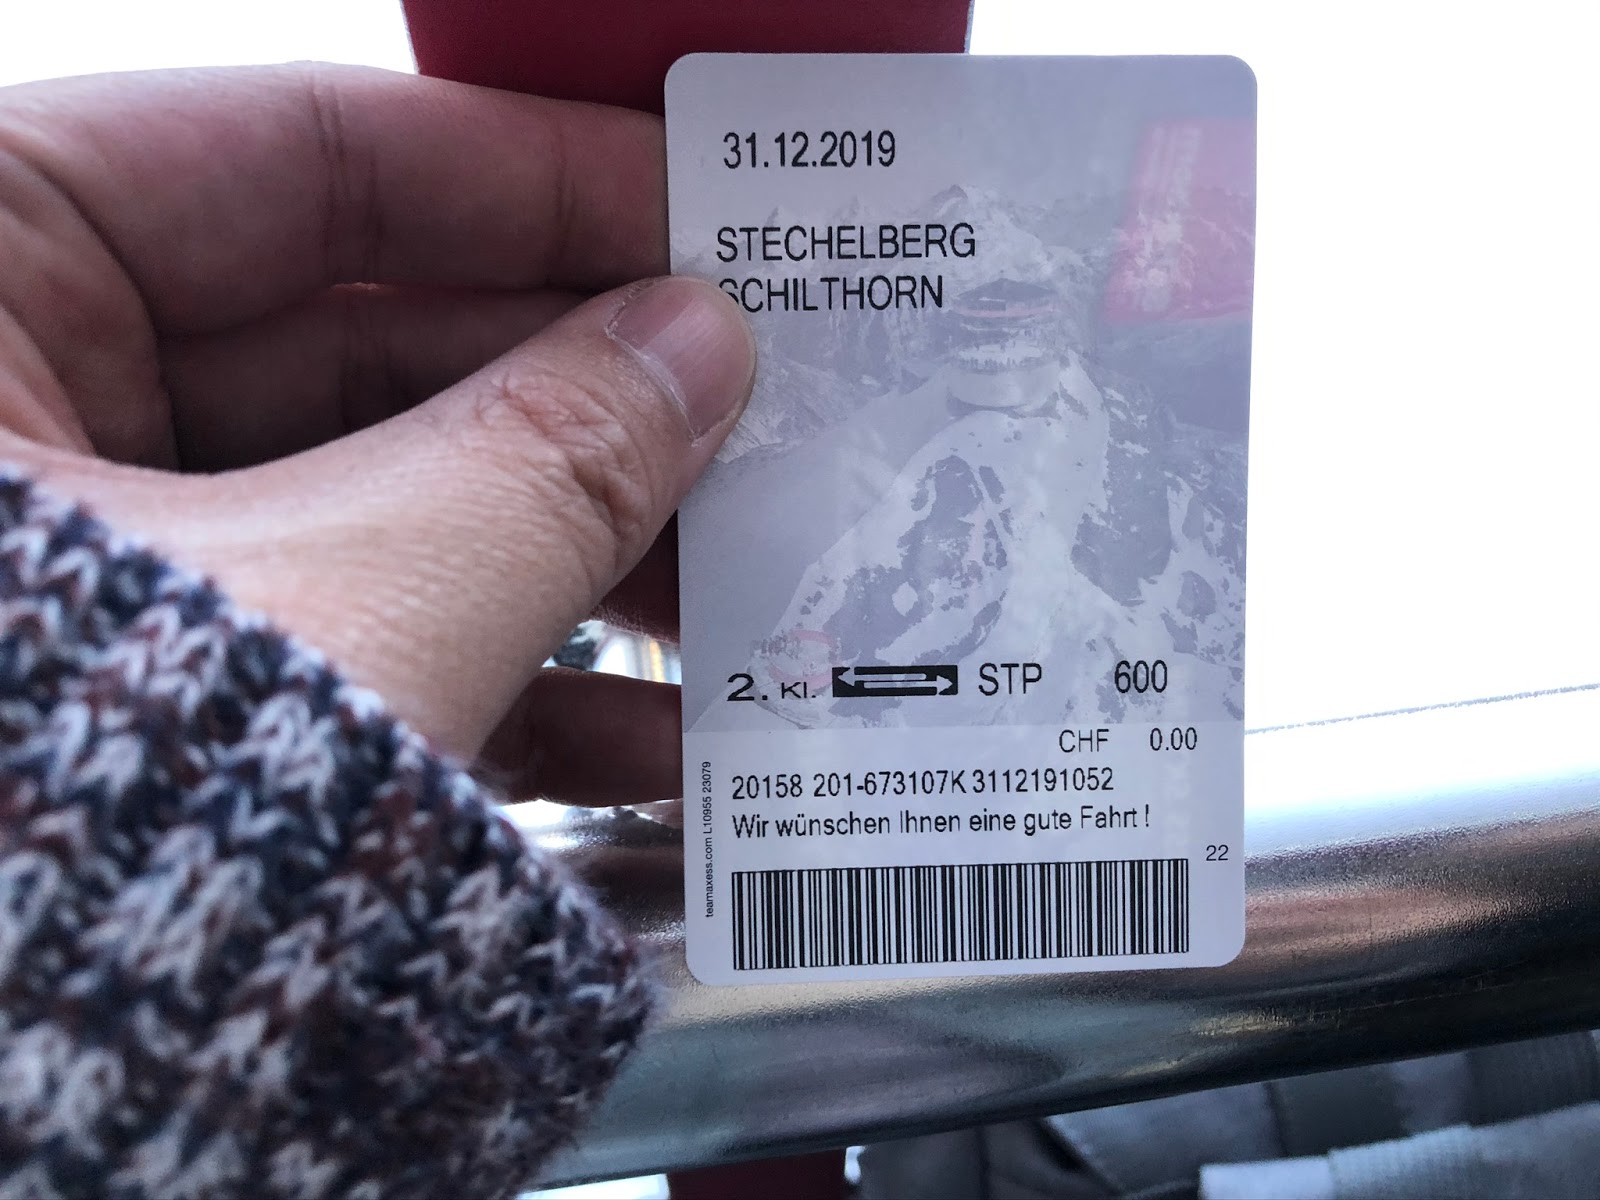 31.12.2019
STECHELBERG
SCHILTHORN
2. Kl. STP 600
CHF 0.00
20158 201-673107K 3112191052
Wir wünschen Ihnen eine gute Fahrt !
22
teamaxess.com L10955 23079